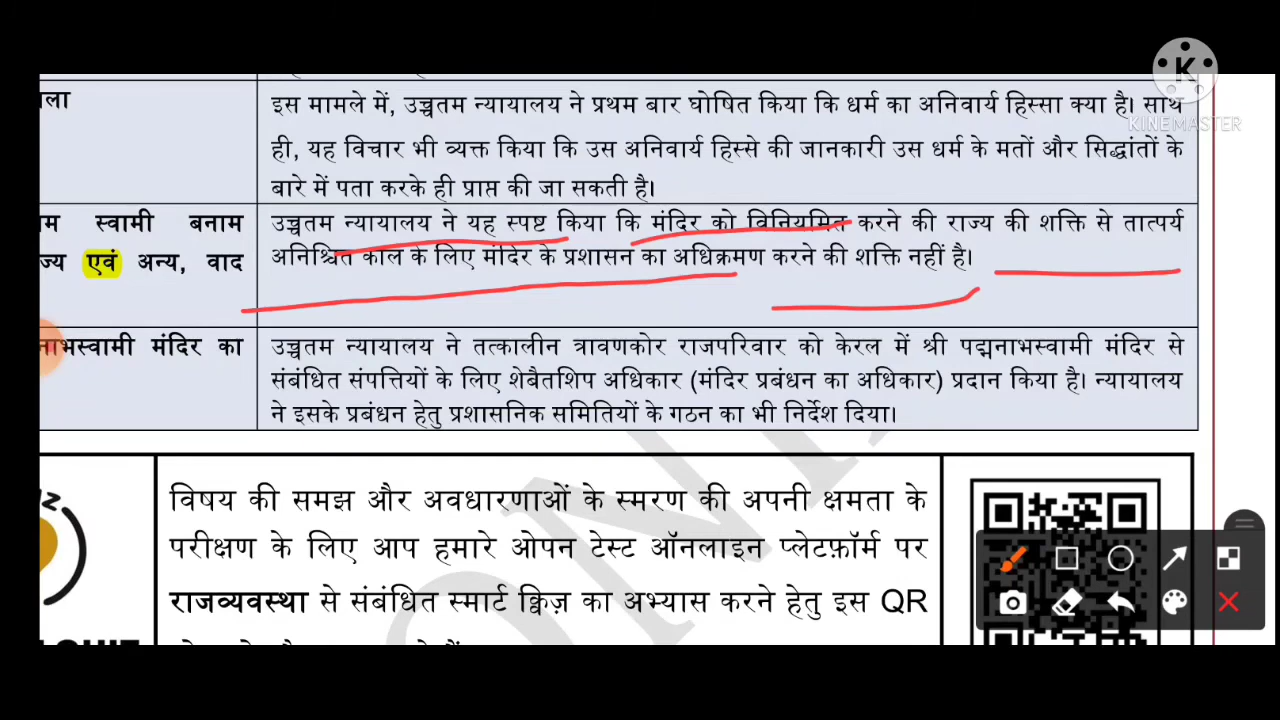 KINEMASTER
ला
इस मामले में, उच्चतम न्यायालय ने प्रथम बार घोषित किया कि धर्म का अनिवार्य हिस्सा क्या है। साथ
ही, यह विचार भी व्यक्त किया कि उस अनिवार्य हिस्से की जानकारी उस धर्म के मतों और सिद्धांतों के
बारे में पता करके ही प्राप्त की जा सकती है।
म स्वामी बनाम
ज्य एवं अन्य, वाद
उच्चतम न्यायालय ने यह स्पष्ट किया कि मंदिर को विनियमित करने की राज्य की शक्ति से तात्पर्य
अनिश्चित काल के लिए मंदिर के प्रशासन का अधिक्रमण करने की शक्ति नहीं है।
नाभस्वामी मंदिर का
उच्चतम न्यायालय ने तत्कालीन त्रावणकोर राजपरिवार को केरल में श्री पद्मनाभस्वामी मंदिर से
संबंधित संपत्तियों के लिए शेबैतशिप अधिकार (मंदिर प्रबंधन का अधिकार) प्रदान किया है। न्यायालय
ने इसके प्रबंधन हेतु प्रशासनिक समितियों के गठन का भी निर्देश दिया।
विषय की समझ और अवधारणाओं के स्मरण की अपनी क्षमता के
परीक्षण के लिए आप हमारे ओपन टेस्ट ऑनलाइन प्लेटफ़ॉर्म पर
राजव्यवस्था से संबंधित स्मार्ट क्विज़ का अभ्यास करने हेतु इस QR